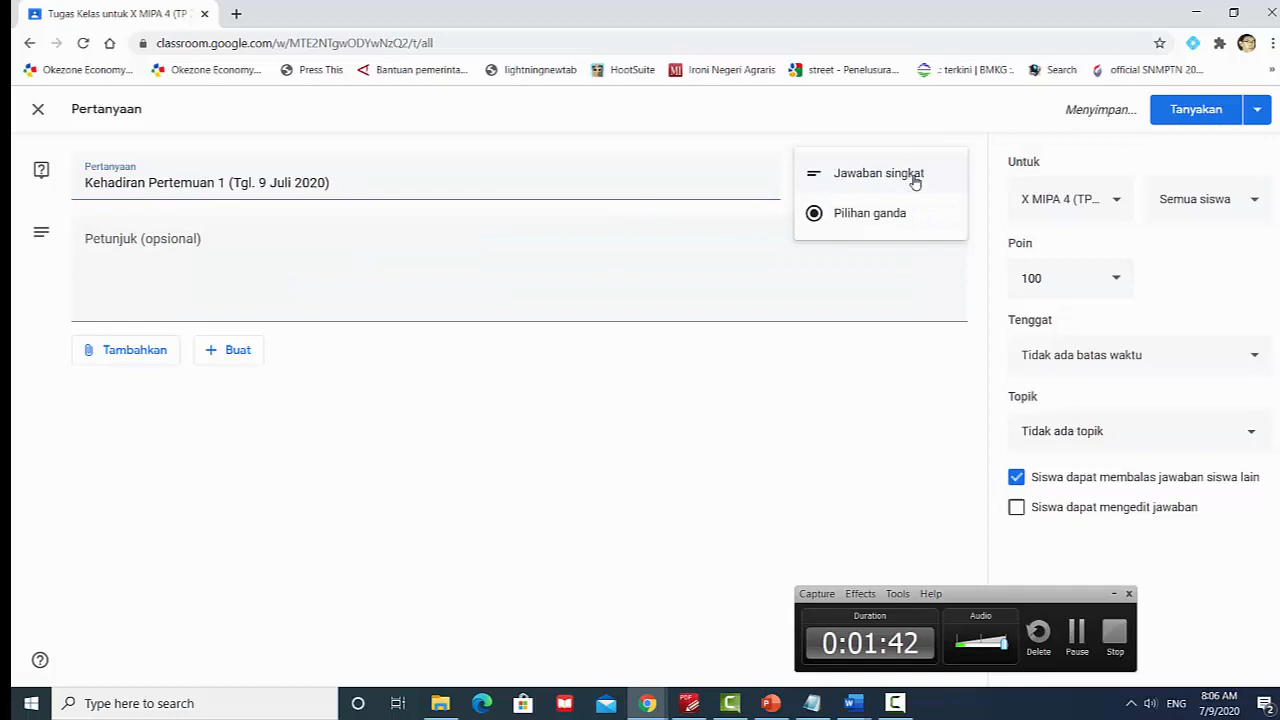 Tugas Kelas untuk X MIPA 4 (TP
classroom.google.com/w/MTE2NTgwODYwNzQ2/t/all
Okezone Economy... Okezone Economy... Press This Bantuan pemerinta... lightningnewtab HootSuite Ironi Negeri Agraris street - Penelusura... .: terkini | BMKG :. Search official SNMPTN 20... »
Pertanyaan
Menyimpan...
Tanyakan
Pertanyaan
Kehadiran Pertemuan 1 (Tgl. 9 Juli 2020)
Jawaban singkat
Pilihan ganda
Petunjuk (opsional)
Tambahkan
Buat
Untuk
X MIPA 4 (TP...
Semua siswa
Poin
100
Tenggat
Tidak ada batas waktu
Topik
Tidak ada topik
Siswa dapat membalas jawaban siswa lain
Siswa dapat mengedit jawaban
Capture Effects Tools Help
Duration
0:01:42
Audio
Delete
Pause
Stop
Type here to search
ENG
8:06 AM
7/9/2020
2